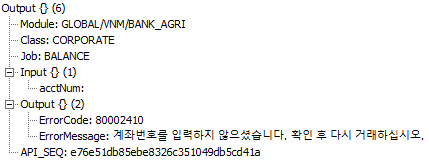 Output {} (6)
Module: GLOBAL/VNM/BANK_AGRI
Class: CORPORATE
Job: BALANCE
Input {} (1)
acctNum:
Output {} (2)
ErrorCode: 80002410
ErrorMessage: 계좌번호를 입력하지 않으셨습니다. 확인 후 다시 거래하십시오.
API_SEQ: e76e51db85ebe8326c351049db5cd41a